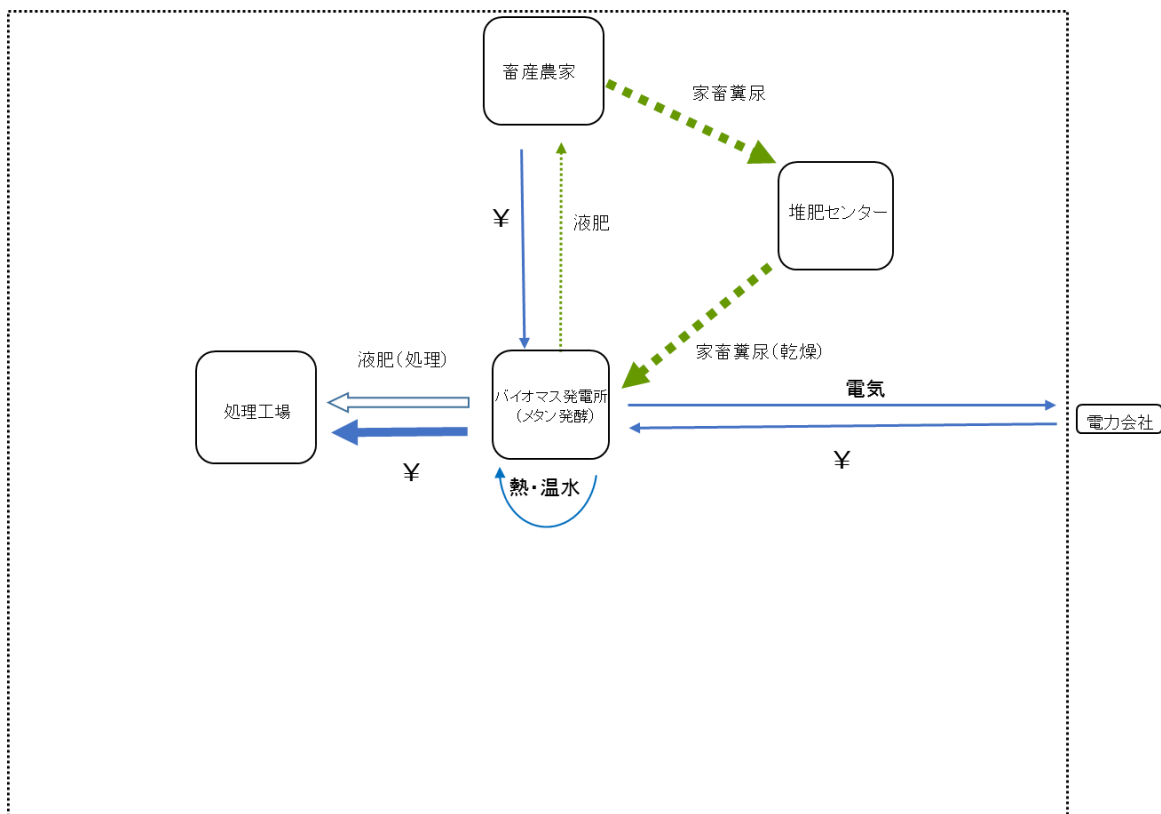 畜産農家
家畜糞尿
堆肥センター
¥
液肥
家畜糞尿(乾燥)
液肥(処理)
処理工場
バイオマス発電所
(メタン発酵)
電気
電力会社
¥
¥
熱・温水